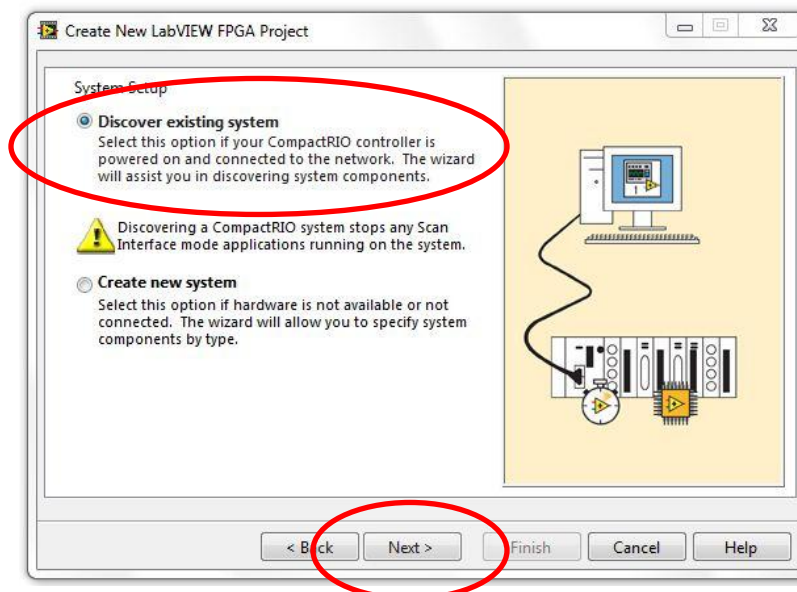 Create New LabVIEW FPGA Project
System Setup
Discover existing system
Select this option if your CompactRIO controller is
powered on and connected to the network. The wizard
will assist you in discovering system components.
Discovering a CompactRIO system stops any Scan
Interface mode applications running on the system.
Create new system
Select this option if hardware is not available or not
connected. The wizard will allow you to specify system
components by type.
1
< Back Next > Finish Cancel Help